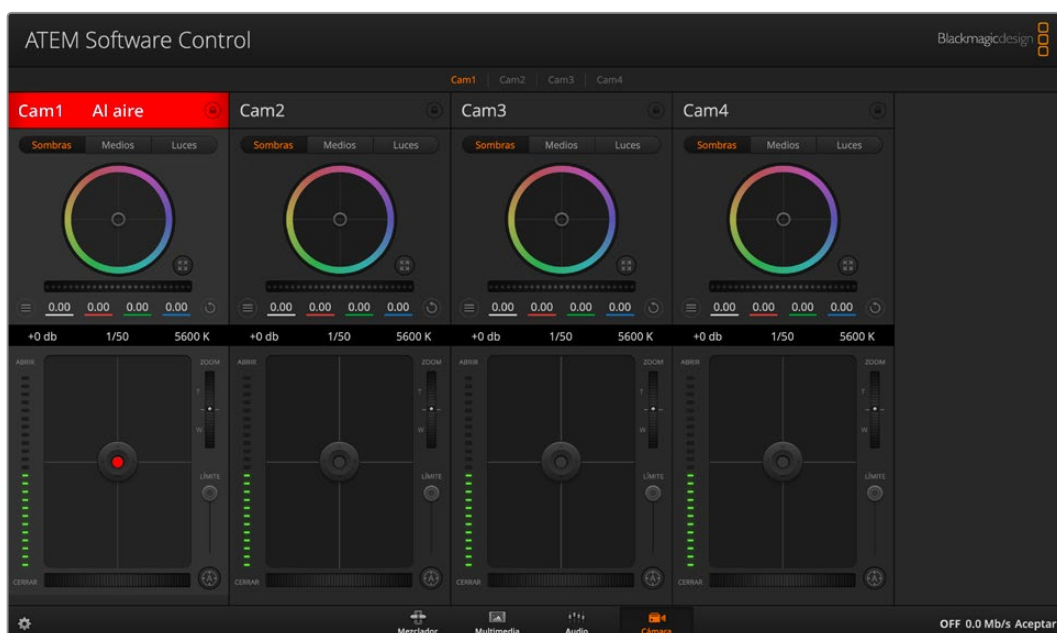 ATEM Software Control
Blackmagicdesign
Cam1 Cam2 Cam3 Cam4
Cam1 Al aire Cam2 Cam3 Cam4
Sombras Medios Luces Sombras Medios Luces Sombras Medios Luces Sombras Medios Luces
0.00 0.00 0.00 0.00 0.00 0.00 0.00 0.00 0.00 0.00 0.00 0.00 0.00 0.00 0.00 0.00
+0 db 1/50 5600 K +0 db 1/50 5600 K +0 db 1/50 5600 K +0 db 1/50 5600 K
ABRIR ZOOM ABRIR ZOOM ABRIR ZOOM ABRIR ZOOM
T T T T
W W W W
LÍMITE LÍMITE LÍMITE LÍMITE
CERRAR A CERRAR A CERRAR A CERRAR A
Mezclador Multimedia Audio Cámara
OFF 0.0 Mb/s Aceptar